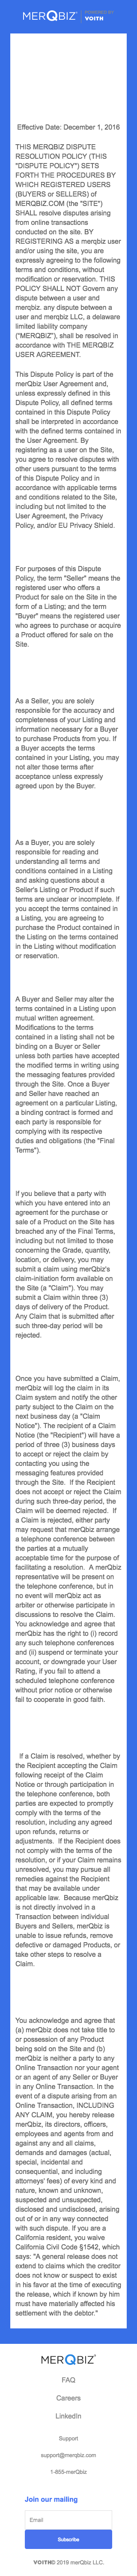 MERQBIZ | POWERED BY VOITH
Effective Date: December 1, 2016
THIS MERQBIZ DISPUTE
RESOLUTION POLICY (THIS
"DISPUTE POLICY") SETS
FORTH THE PROCEDURES BY
WHICH REGISTERED USERS
(BUYERS or SELLERS) of
MERQBIZ.COM (the "SITE")
SHALL resolve disputes arising
from online transactions
conducted on the site. BY
REGISTERING AS a merqbiz user
and/or using the site, you are
expressly agreeing to the following
terms and conditions, without
modification or reservation. THIS
POLICY SHALL NOT Govern any
dispute between a user and
merqbiz. any dispute between a
user and merqbiz LLC, a delaware
limited liability company
("MERQBIZ"), shall be resolved in
accordance with THE MERQBIZ
USER AGREEMENT.
This Dispute Policy is part of the
merQbiz User Agreement and,
unless expressly defined in this
Dispute Policy, all defined terms
contained in this Dispute Policy
shall be interpreted in accordance
with the defined terms contained in
the User Agreement. By
registering as a user on the Site,
you agree to resolve disputes with
other users pursuant to the terms
of this Dispute Policy and in
accordance with applicable terms
and conditions related to the Site,
including but not limited to the
User Agreement, the Privacy
Policy, and/or EU Privacy Shield.
For purposes of this Dispute
Policy, the term "Seller" means the
registered user who offers a
Product for sale on the Site in the
form of a Listing; and the term
"Buyer" means the registered user
who agrees to purchase or acquire
a Product offered for sale on the
Site.
As a Seller, you are solely
responsible for the accuracy and
completeness of your Listing and
information necessary for a Buyer
to purchase Products from you. If
a Buyer accepts the terms
contained in your Listing, you may
not alter those terms after
acceptance unless expressly
agreed upon by the Buyer.
As a Buyer, you are solely
responsible for reading and
understanding all terms and
conditions contained in a Listing
and asking questions about a
Seller's Listing or Product if such
terms are unclear or incomplete. If
you accept the terms contained in
a Listing, you are agreeing to
purchase the Product contained in
the Listing on the terms contained
in the Listing without modification
or reservation.
A Buyer and Seller may alter the
terms contained in a Listing upon
mutual written agreement.
Modifications to the terms
contained in a listing shall not be
binding on a Buyer or Seller
unless both parties have accepted
the modified terms in writing using
the messaging features provided
through the Site. Once a Buyer
and Seller have reached an
agreement on a particular Listing,
a binding contract is formed and
each party is responsible for
complying with its respective
duties and obligations (the "Final
Terms").
If you believe that a party with
which you have entered into an
agreement for the purchase or
sale of a Product on the Site has
breached any of the Final Terms,
including but not limited to those
concerning the Grade, quantity,
location, or delivery, you may
submit a claim using merQbiz's
claim-initiation form available on
the Site (a "Claim"). You may
submit a Claim within three (3)
days of delivery of the Product.
Any Claim that is submitted after
such three-day period will be
rejected.
Once you have submitted a Claim,
merQbiz will log the claim in its
Claim system and notify the other
party subject to the Claim on the
next business day (a "Claim
Notice"). The recipient of a Claim
Notice (the "Recipient") will have a
period of three (3) business days
to accept or reject the claim by
contacting you using the
messaging features provided
through the Site. If the Recipient
does not accept or reject the Claim
during such three-day period, the
Claim will be deemed rejected. If
a Claim is rejected, either party
may request that merQbiz arrange
a telephone conference between
the parties at a mutually
acceptable time for the purpose of
facilitating a resolution. A merQbiz
representative will be present on
the telephone conference, but in
no event will merQbiz act as
arbiter or otherwise participate in
discussions to resolve the Claim.
You acknowledge and agree that
merQbiz has the right to (i) record
any such telephone conference
and (ii) suspend or terminate your
account, or downgrade your User
Rating, if you fail to attend a
scheduled telephone conference
without prior notice or otherwise
fail to cooperate in good faith.
If a Claim is resolved, whether by
the Recipient accepting the Claim
following receipt of the Claim
Notice or through participation in
the telephone conference, both
parties are expected to promptly
comply with the terms of the
resolution, including any agreed
upon refunds, returns or
adjustments. If the Recipient does
not comply with the terms of the
resolution, or if your Claim remains
unresolved, you may pursue all
remedies against the Recipient
that may be available under
applicable law. Because merQbiz
is not directly involved in a
Transaction between individual
Buyers and Sellers, merQbiz is
unable to issue refunds, remove
defective or damaged Products, or
take other steps to resolve a
Claim.
You acknowledge and agree that
(a) merQbiz does not take title to
or possession of any Product
being sold on the Site and (b)
merQbiz is neither a party to any
Online Transaction nor your agent
or an agent of any Seller or Buyer
in any Online Transaction. In the
event of a dispute arising from an
Online Transaction, INCLUDING
ANY CLAIM, you hereby release
merQbiz, its directors, officers,
employees and agents from and
against any and all claims,
demands and damages (actual,
special, incidental and
consequential, and including
attorneys' fees) of every kind and
nature, known and unknown,
suspected and unsuspected,
disclosed and undisclosed, arising
out of or in any way connected
with such dispute. If you are a
California resident, you waive
California Civil Code §1542, which
says: "A general release does not
extend to claims which the creditor
does not know or suspect to exist
in his favor at the time of executing
the release, which if known by him
must have materially affected his
settlement with the debtor."
MERQBIZ®
FAQ
Careers
LinkedIn
Support
support@merqbiz.com
1-855-merQbiz
Join our mailing
Email
Subscribe
VOITH© 2019 merQbiz LLC.